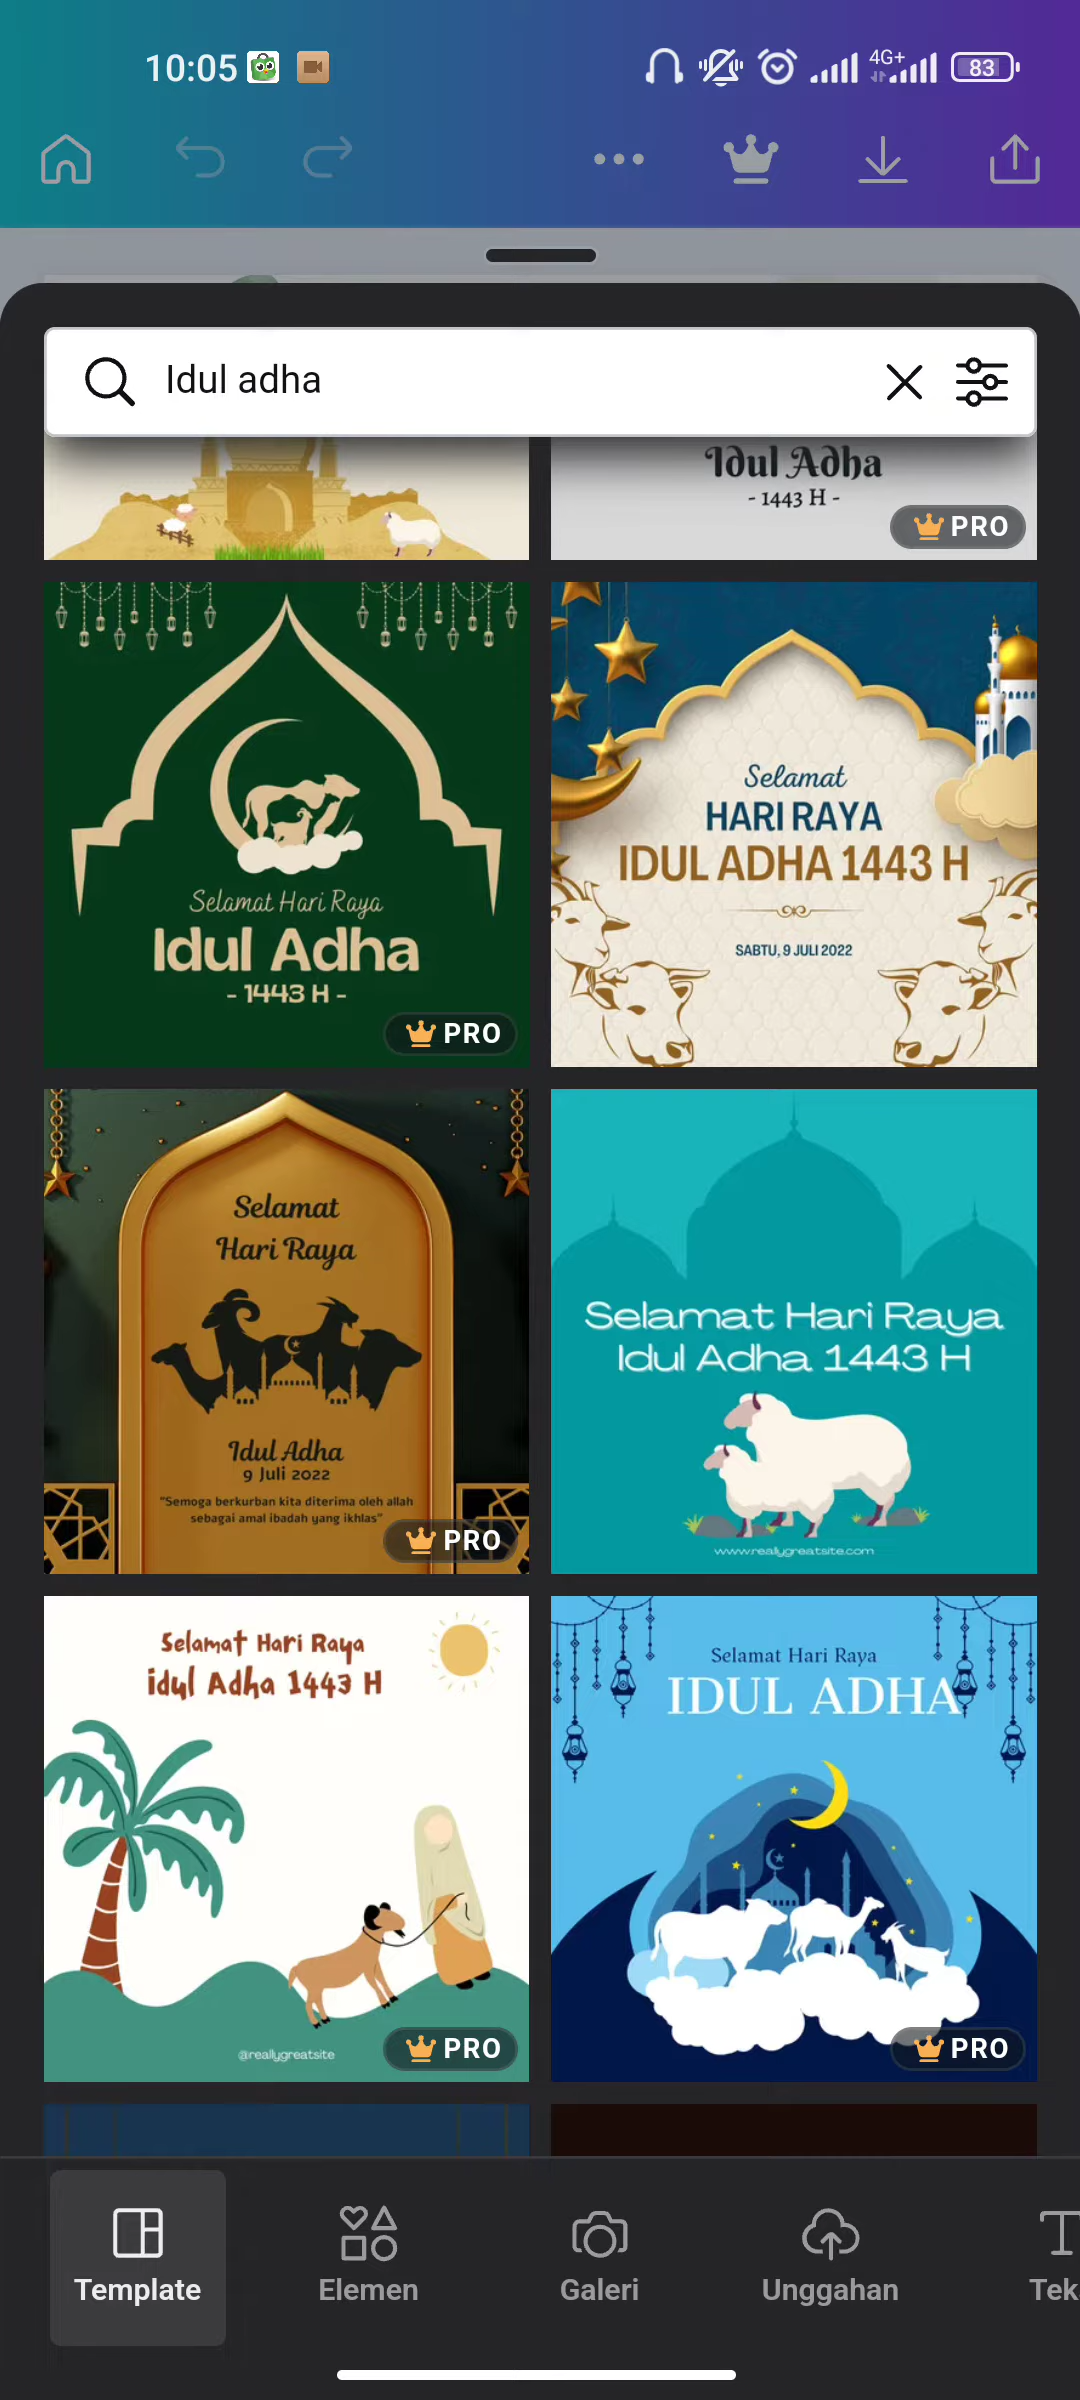 10:05
4G+
83
Idul adha
Idul Adha
- 1443 H -
PRO
Selamat Hari Raya
Idul Adha
- 1443 H -
PRO
Selamat
HARI RAYA
IDUL ADHA 1443 H
SABTU, 9 JULI 2022
Selamat
Hari Raya
Idul Adha
9 Juli 2022
"Semoga berkurban kita diterima oleh allah
sebagai amal ibadah yang ikhlas"
PRO
Selamat Hari Raya
Idul Adha 1443 H
www.reallygreatsite.com
Selamat Hari Raya
idul Adha 1443 H
@reallygreatsite
PRO
Selamat Hari Raya
IDUL ADHA
PRO
Template
Elemen
Galeri
Unggahan
Tek